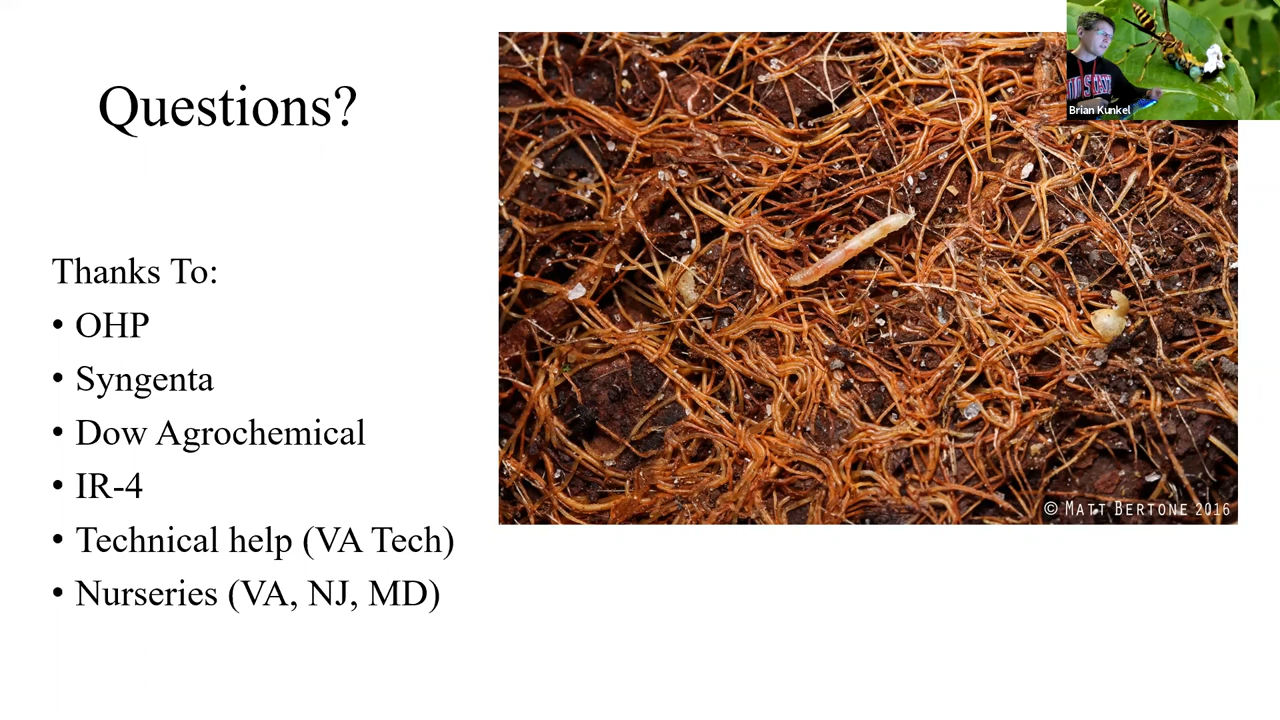 Questions?
Thanks To:
• OHP
• Syngenta
• Dow Agrochemical
• IR-4
• Technical help (VA Tech)
• Nurseries (VA, NJ, MD)
Brian Kunkel
© Matt Bertone 2016